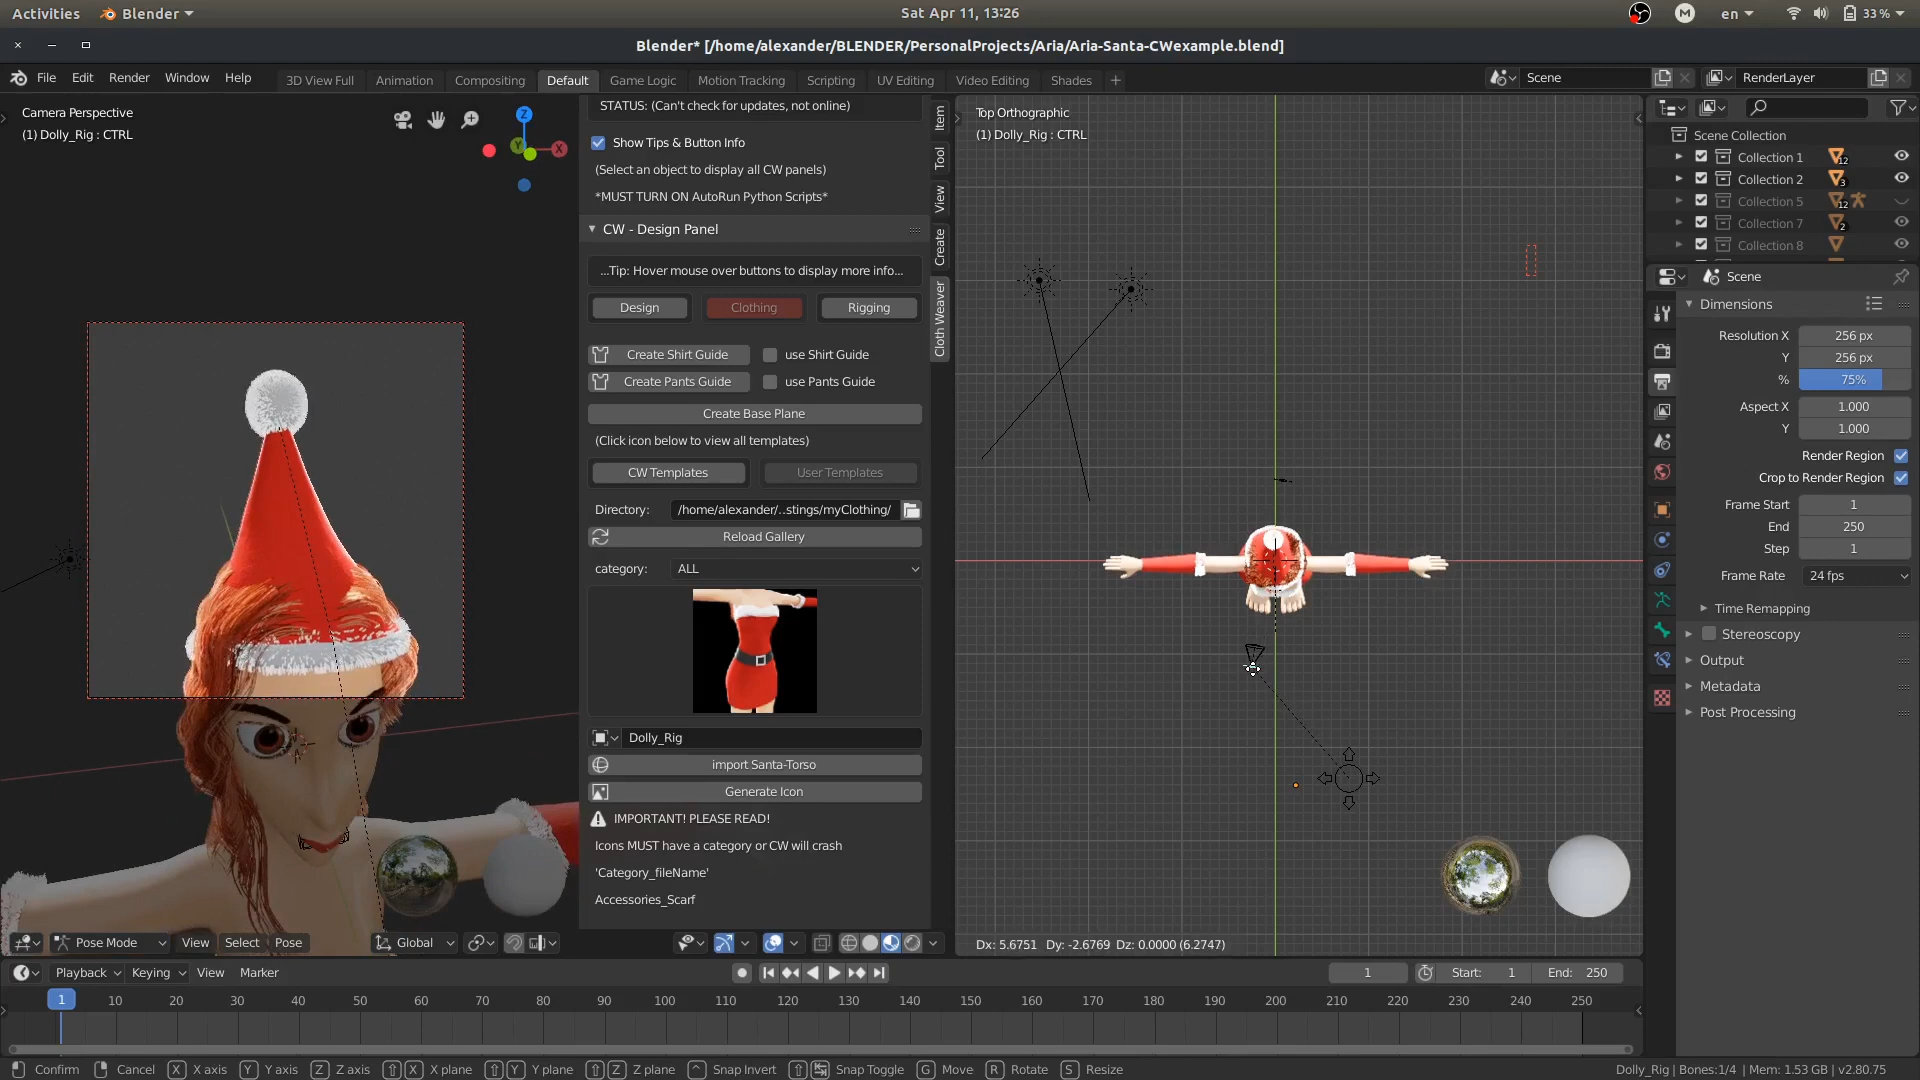 Activities
Blender
Sat Apr 11, 13:26
en
33 %
Blender* [/home/alexander/BLENDER/PersonalProjects/Aria/Aria-Santa-CWexample.blend]
File Edit Render Window Help
3D View Full Animation Compositing Default Game Logic Motion Tracking Scripting UV Editing Video Editing Shades +
Scene
RenderLayer
Camera Perspective
(1) Dolly_Rig : CTRL
Z
Y
X
STATUS: (Can't check for updates, not online)
Show Tips & Button Info
(Select an object to display all CW panels)
*MUST TURN ON AutoRun Python Scripts*
CW - Design Panel
...Tip: Hover mouse over buttons to display more info...
Design Clothing Rigging
Create Shirt Guide use Shirt Guide
Create Pants Guide use Pants Guide
Create Base Plane
(Click icon below to view all templates)
CW Templates User Templates
Directory: /home/alexander/..stings/myClothing/
Reload Gallery
category: ALL
Dolly_Rig
import Santa-Torso
Generate Icon
IMPORTANT! PLEASE READ!
Icons MUST have a category or CW will crash
'Category_fileName'
Accessories_Scarf
Item
Tool
View
Create
Cloth Weaver
Top Orthographic
(1) Dolly_Rig : CTRL
Dx: 5.6751 Dy: -2.6769 Dz: 0.0000 (6.2747)
Scene Collection
Collection 1 12
Collection 2 3
Collection 5 12
Collection 7 2
Collection 8
Scene
Dimensions
Resolution X 256 px
Y 256 px
% 75%
Aspect X 1.000
Y 1.000
Render Region
Crop to Render Region
Frame Start 1
End 250
Step 1
Frame Rate 24 fps
Time Remapping
Stereoscopy
Output
Metadata
Post Processing
Pose Mode View Select Pose Global
Playback Keying View Marker
1
Start: 1
End: 250
1 10 20 30 40 50 60 70 80 90 100 110 120 130 140 150 160 170 180 190 200 210 220 230 240 250
Confirm Cancel X X axis Y Y axis Z Z axis X X plane Y Y plane Z Z plane ^ Snap Invert Snap Toggle G Move R Rotate S Resize
Dolly_Rig | Bones:1/4 | Mem: 1.53 GB | v2.80.75